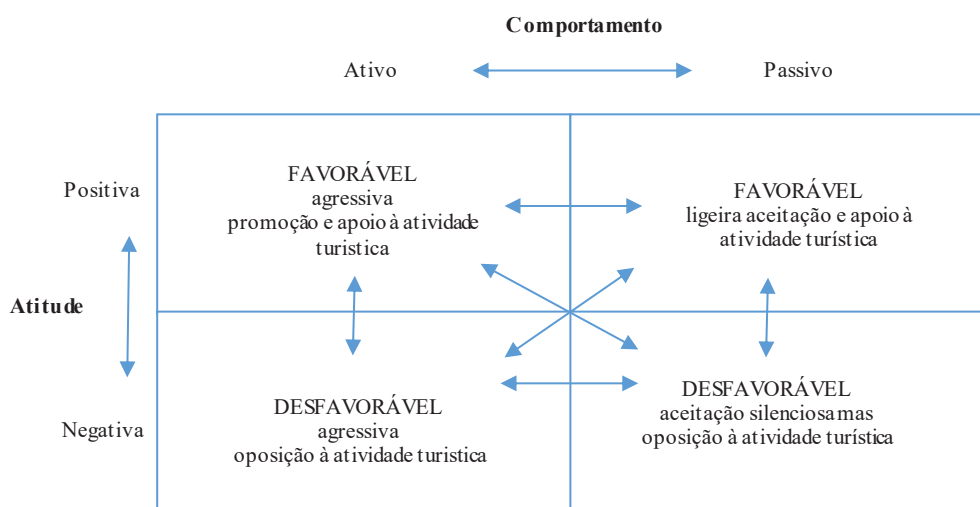 Comportamento
Ativo
Passivo
Positiva
FAVORÁVEL
agressiva
promoção e apoio à atividade
turistica
FAVORÁVEL
ligeira aceitação e apoio à
atividade turística
Atitude
Negativa
DESFAVORÁVEL
agressiva
oposição à atividade turistica
DESFAVORÁVEL
aceitação silenciosa mas
oposição à atividade turística